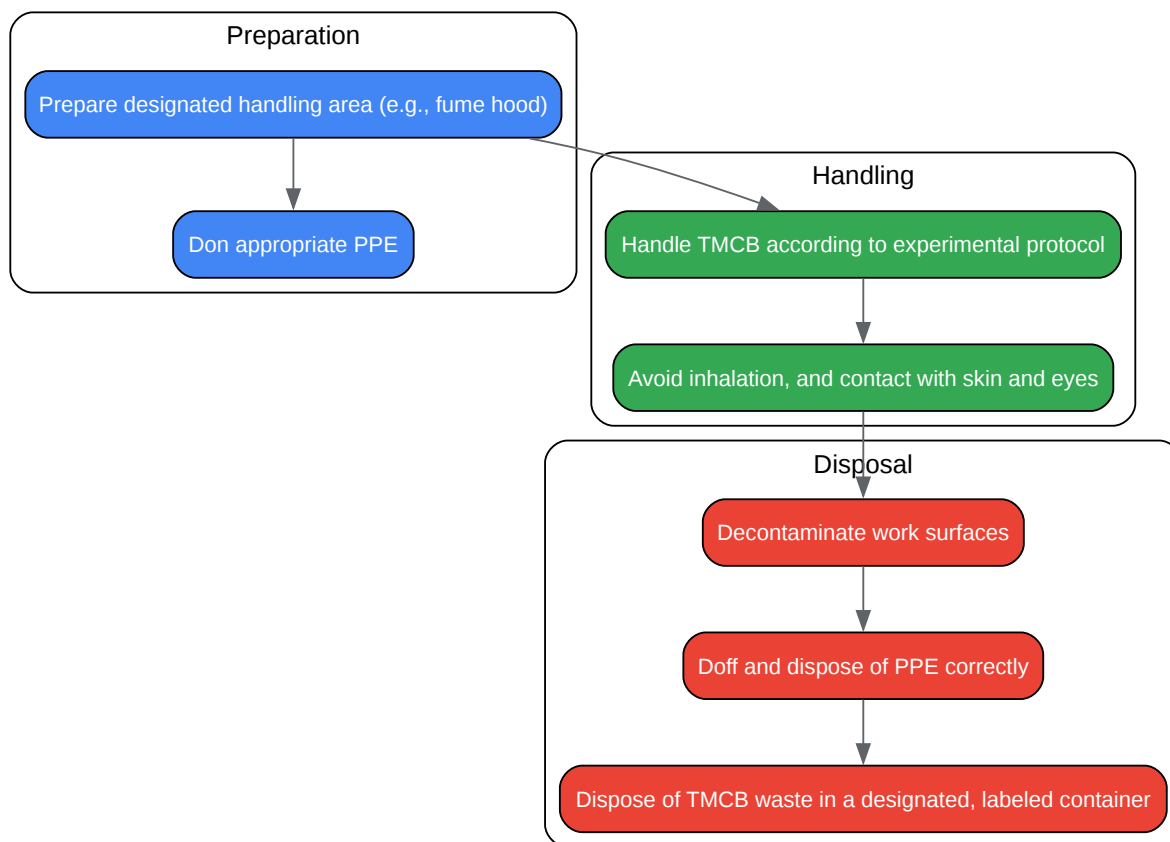 Preparation
Prepare designated handling area (e.g., fume hood)
Don appropriate PPE
Handling
Handle TMCB according to experimental protocol
Avoid inhalation, and contact with skin and eyes
Disposal
Decontaminate work surfaces
Doff and dispose of PPE correctly
Dispose of TMCB waste in a designated, labeled container